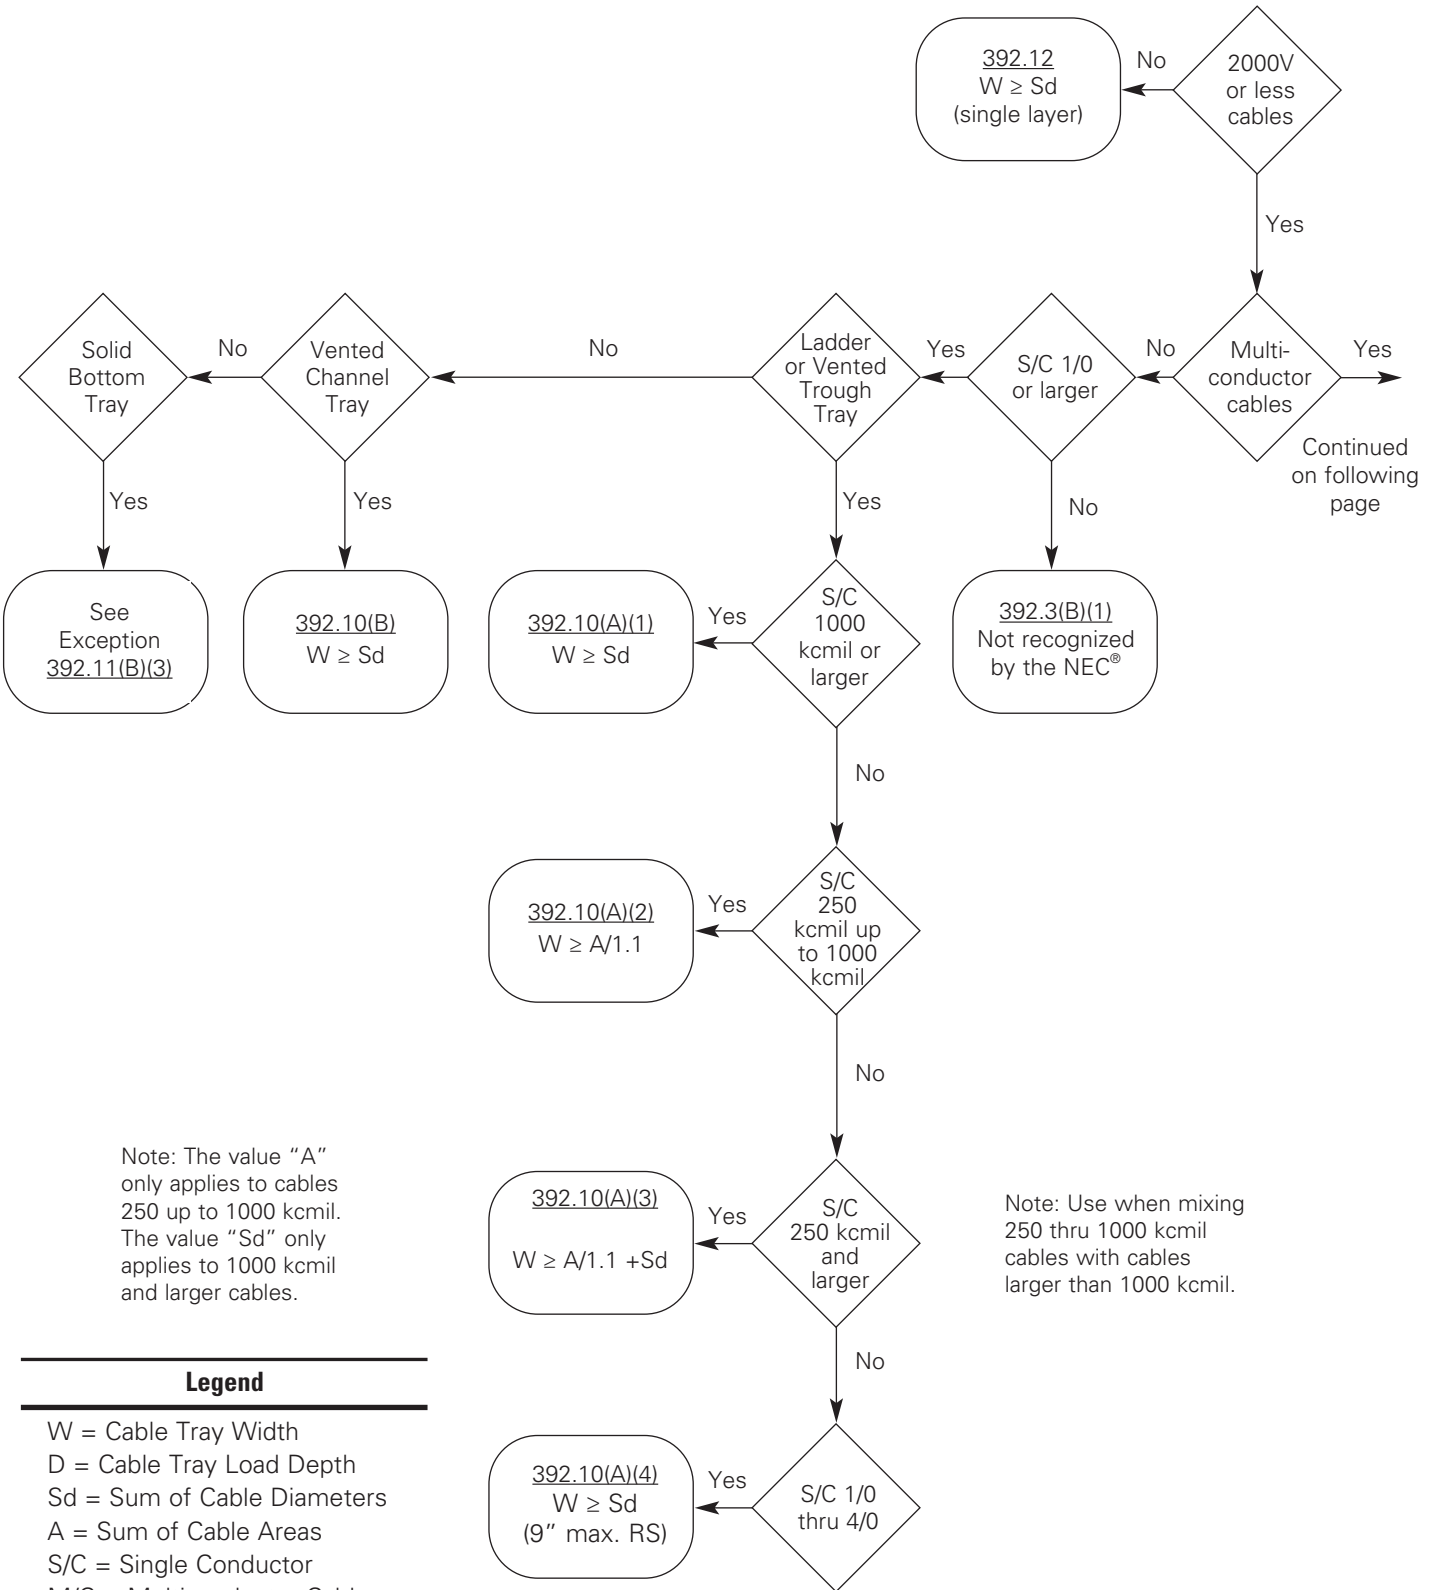 392.12
W ≥ Sd
(single layer)
No
2000V
or less
cables
Yes
Solid
Bottom
Tray
No
Vented
Channel
Tray
No
Ladder
or Vented
Trough
Tray
Yes
S/C 1/0
or larger
No
Multi-
conductor
cables
Yes
Continued
on following
page
Yes
Yes
Yes
No
See
Exception
392.11(B)(3)
392.10(B)
W ≥ Sd
392.10(A)(1)
W ≥ Sd
Yes
S/C
1000
kcmil or
larger
392.3(B)(1)
Not recognized
by the NEC®
No
392.10(A)(2)
W ≥ A/1.1
Yes
S/C
250
kcmil up
to 1000
kcmil
No
Note: The value “A”
only applies to cables
250 up to 1000 kcmil.
The value “Sd” only
applies to 1000 kcmil
and larger cables.
392.10(A)(3)
W ≥ A/1.1 +Sd
Yes
S/C
250 kcmil
and
larger
Note: Use when mixing
250 thru 1000 kcmil
cables with cables
larger than 1000 kcmil.
No
Legend
W = Cable Tray Width
D = Cable Tray Load Depth
Sd = Sum of Cable Diameters
A = Sum of Cable Areas
S/C = Single Conductor
392.10(A)(4)
W ≥ Sd
(9” max. RS)
Yes
S/C 1/0
thru 4/0